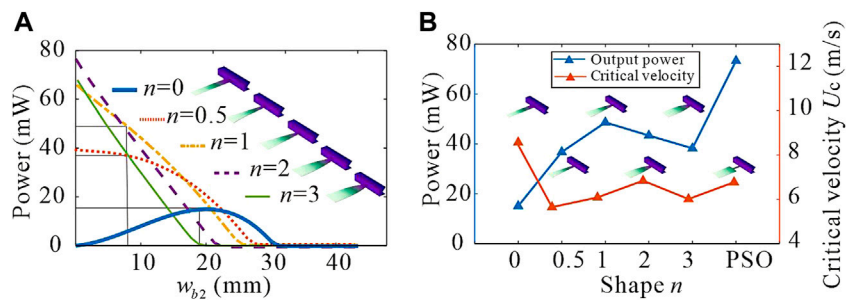 A
Power (mW)
80
60
40
20
0
n=0
n=0.5
n=1
n=2
n=3
10 20 30 40
w_b2 (mm)
B
Power (mW)
80
60
40
20
0
Output power
Critical velocity
12
10
8
6
4
Critical velocity Uc (m/s)
0 0.5 1 2 3 PSO
Shape n